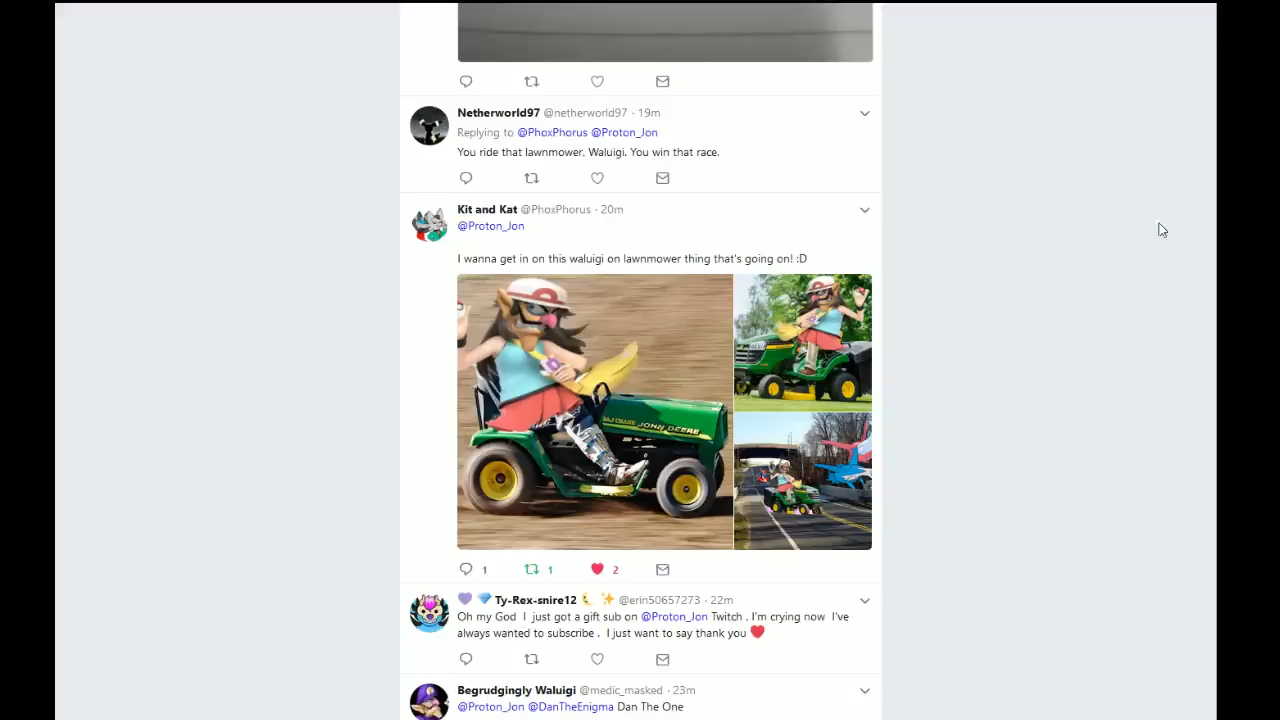 Netherworld97 @netherworld97 · 19m
Replying to @PhoxPhorus @Proton_Jon
You ride that lawnmower, Waluigi. You win that race.
Kit and Kat @PhoxPhorus · 20m
@Proton_Jon
I wanna get in on this waluigi on lawnmower thing that's going on! :D
JOHN DEERE
1 1 2
Ty-Rex-snire12 @erin50657273 · 22m
Oh my God I just got a gift sub on @Proton_Jon Twitch . I'm crying now I've
always wanted to subscribe . I just want to say thank you
Begrudgingly Waluigi @medic_masked · 23m
@Proton_Jon @DanTheEnigma Dan The One